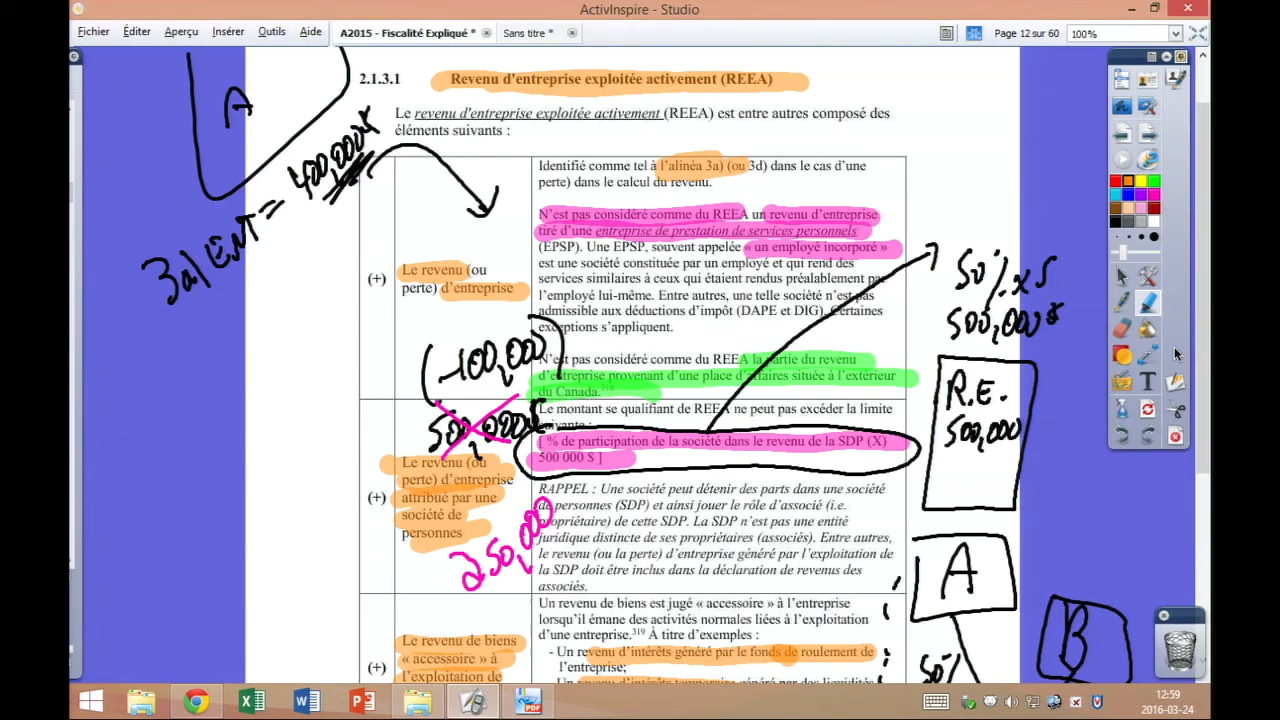 ActivInspire - Studio
Fichier Éditer Aperçu Insérer Outils Aide
A2015 - Fiscalité Expliqué *
Sans titre *
Page 12 sur 60
100%
2.1.3.1 Revenu d'entreprise exploitée activement (REEA)
Le revenu d'entreprise exploitée activement (REEA) est entre autres composé des
éléments suivants :
A
3a) ENT = 400,000$
(+)
Le revenu (ou
perte) d'entreprise
Identifié comme tel à l'alinéa 3a) (ou 3d) dans le cas d'une
perte) dans le calcul du revenu.
N'est pas considéré comme du REEA un revenu d'entreprise
tiré d'une entreprise de prestation de services personnels
(EPSP). Une EPSP, souvent appelée « un employé incorporé »
est une société constituée par un employé et qui rend des
services similaires à ceux qui étaient rendus préalablement par
l'employé lui-même. Entre autres, une telle société n'est pas
admissible aux déductions d'impôt (DAPE et DIG). Certaines
exceptions s'appliquent.
N'est pas considéré comme du REEA la partie du revenu
d'entreprise provenant d'une place d'affaires située à l'extérieur
du Canada.
(-100,000)
500,000$
250,000
(+)
Le revenu (ou
perte) d'entreprise
attribué par une
société de
personnes
Le montant se qualifiant de REEA ne peut pas excéder la limite
suivante :
[ % de participation de la société dans le revenu de la SDP (X)
500 000 $ ]
RAPPEL : Une société peut détenir des parts dans une société
de personnes (SDP) et ainsi jouer le rôle d'associé (i.e.
propriétaire) de cette SDP. La SDP n'est pas une entité
juridique distincte de ses propriétaires (associés). Entre autres,
le revenu (ou la perte) d'entreprise généré par l'exploitation de
la SDP doit être inclus dans la déclaration de revenus des
associés.
(+)
Le revenu de biens
« accessoire » à
l'exploitation de
Un revenu de biens est jugé « accessoire » à l'entreprise
lorsqu'il émane des activités normales liées à l'exploitation
d'une entreprise.319 À titre d'exemples :
- Un revenu d'intérêts généré par le fonds de roulement de
l'entreprise;
- Un revenu d'intérêts temporaire généré par des liquidités
50%
500,000$
R.E.
500,000
A
B
50%
12:59
2016-03-24